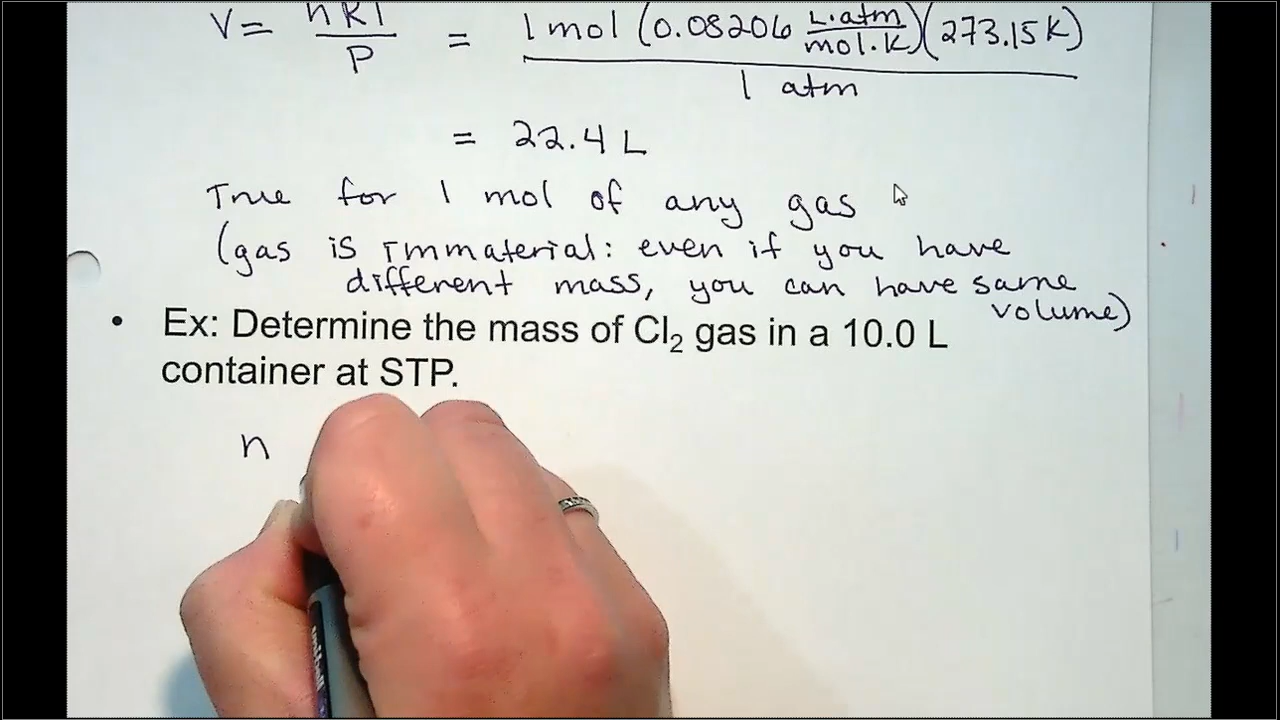 V = nRT / P = 1 mol (0.08206 L·atm / mol·K)(273.15 K) / 1 atm
= 22.4 L
True for 1 mol of any gas
(gas is immaterial: even if you have
different mass, you can have same
volume)
• Ex: Determine the mass of Cl₂ gas in a 10.0 L
container at STP.
n